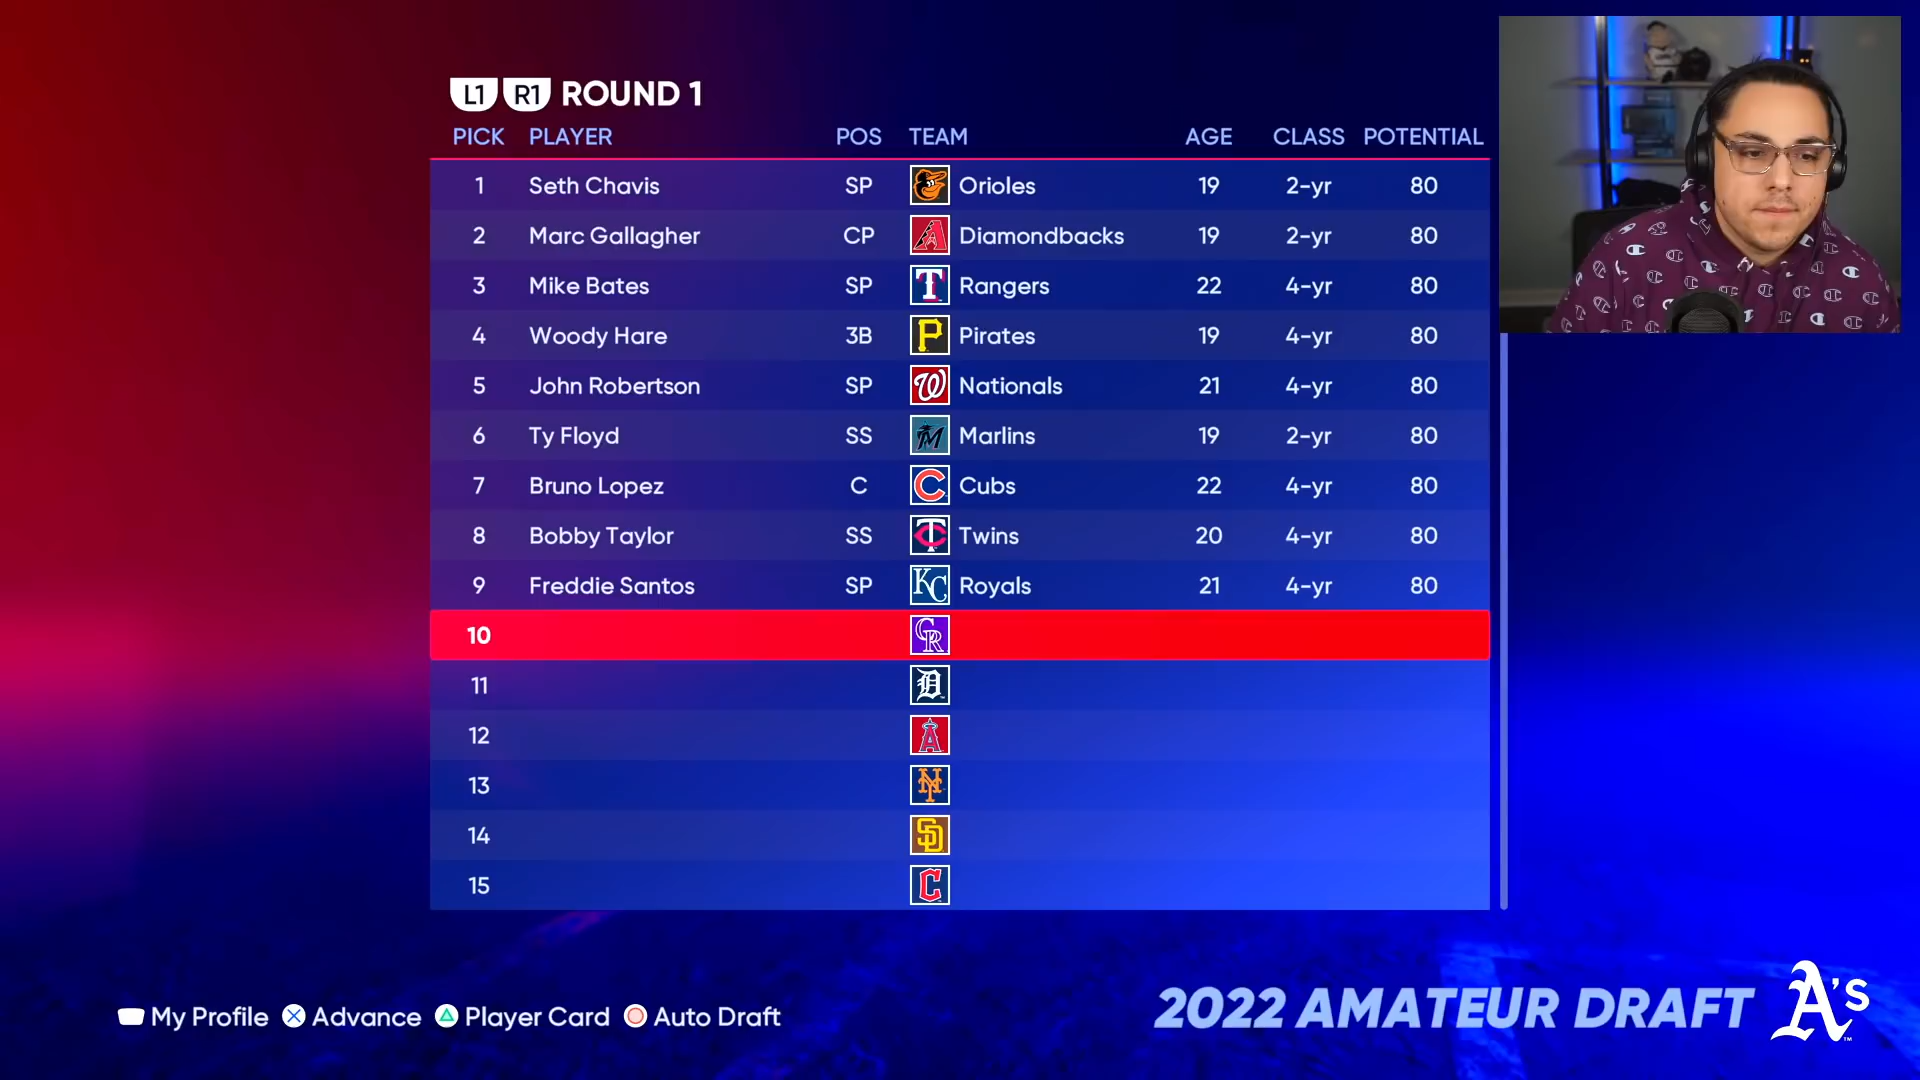 L1 R1 ROUND 1
PICK PLAYER POS TEAM AGE CLASS POTENTIAL
1 Seth Chavis SP Orioles 19 2-yr 80
2 Marc Gallagher CP A Diamondbacks 19 2-yr 80
3 Mike Bates SP T Rangers 22 4-yr 80
4 Woody Hare 3B P Pirates 19 4-yr 80
5 John Robertson SP W Nationals 21 4-yr 80
6 Ty Floyd SS M Marlins 19 2-yr 80
7 Bruno Lopez C C Cubs 22 4-yr 80
8 Bobby Taylor SS TC Twins 20 4-yr 80
9 Freddie Santos SP KC Royals 21 4-yr 80
10 CR
11 D
12 A
13 NY
14 SD
15 C
My Profile Advance Player Card Auto Draft
2022 AMATEUR DRAFT A's